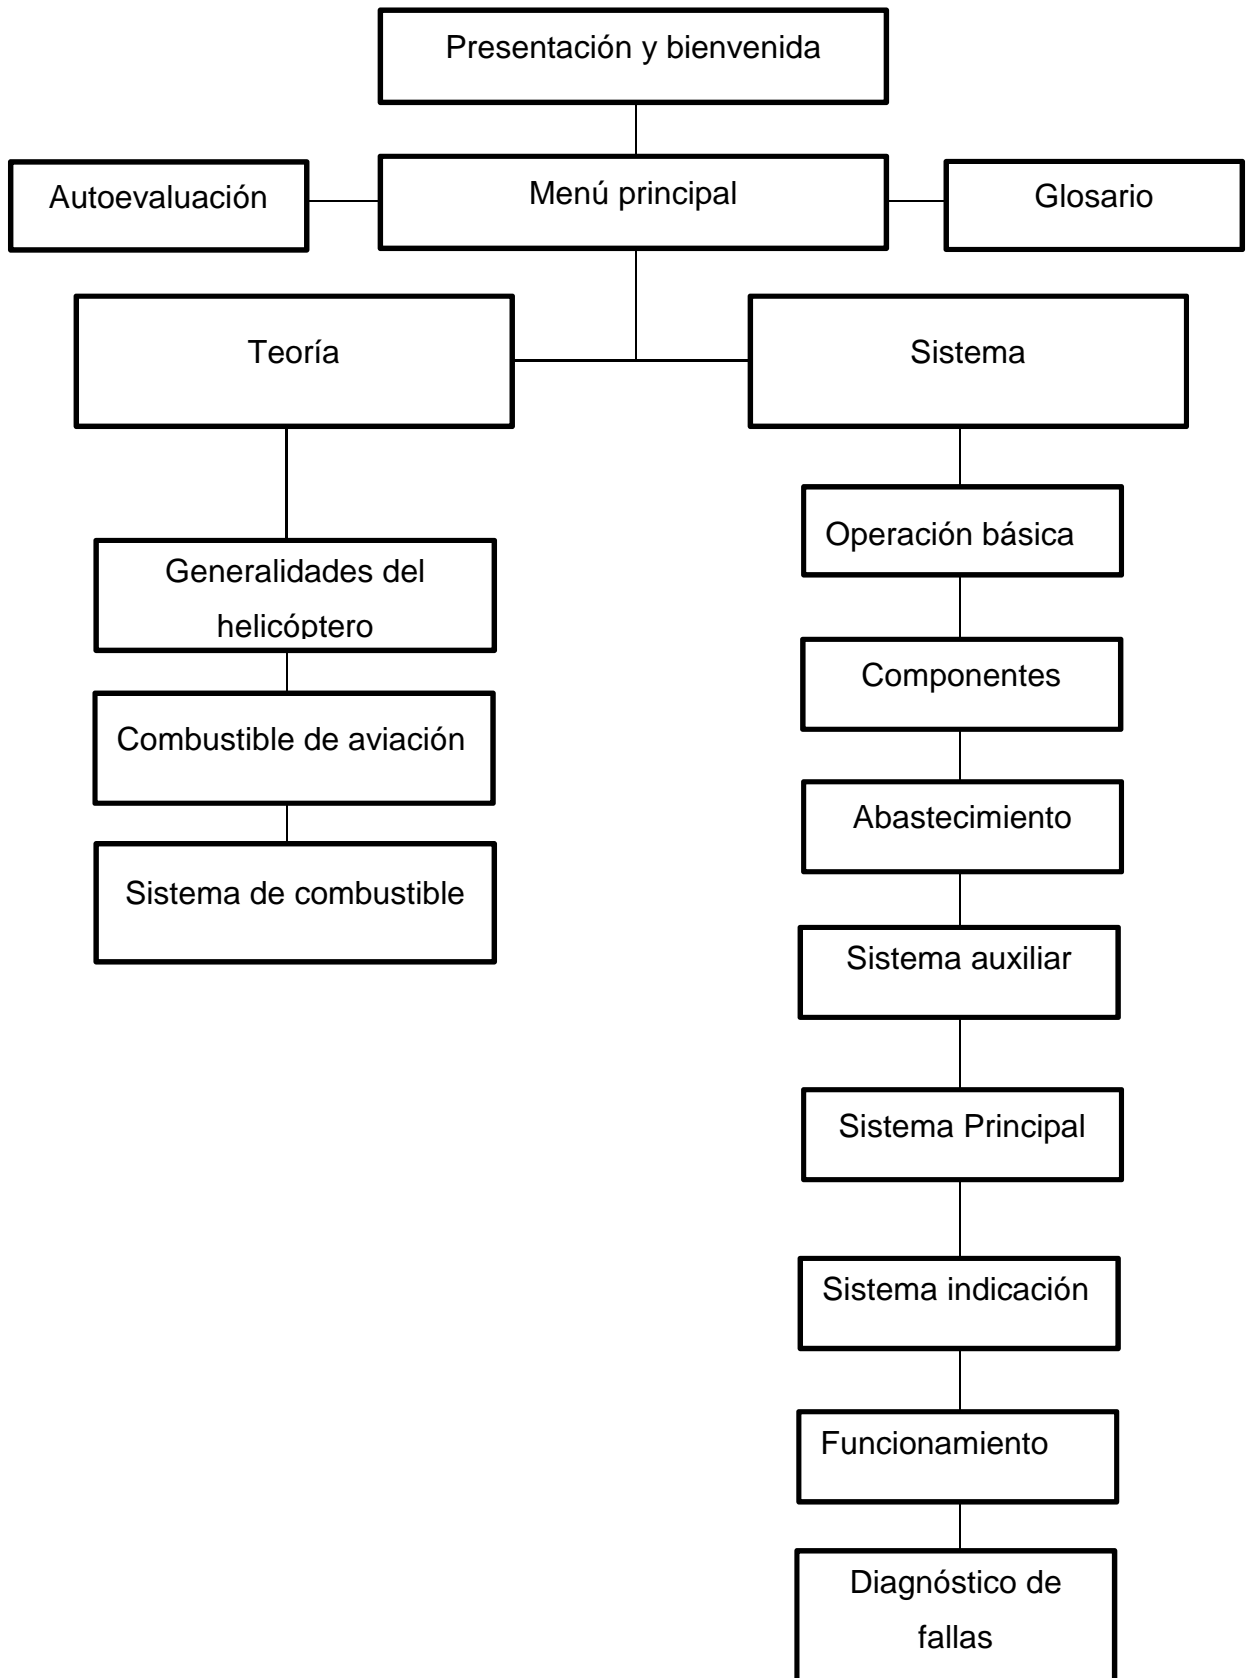 Presentación y bienvenida
Autoevaluación
Menú principal
Glosario
Teoría
Sistema
Generalidades del
helicóptero
Combustible de aviación
Sistema de combustible
Operación básica
Componentes
Abastecimiento
Sistema auxiliar
Sistema Principal
Sistema indicación
Funcionamiento
Diagnóstico de
fallas